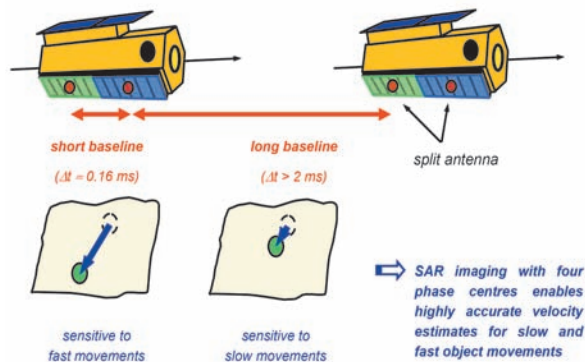 short baseline
(Δt = 0.16 ms)
long baseline
(Δt > 2 ms)
split antenna
sensitive to
fast movements
sensitive to
slow movements
SAR imaging with four
phase centres enables
highly accurate velocity
estimates for slow and
fast object movements